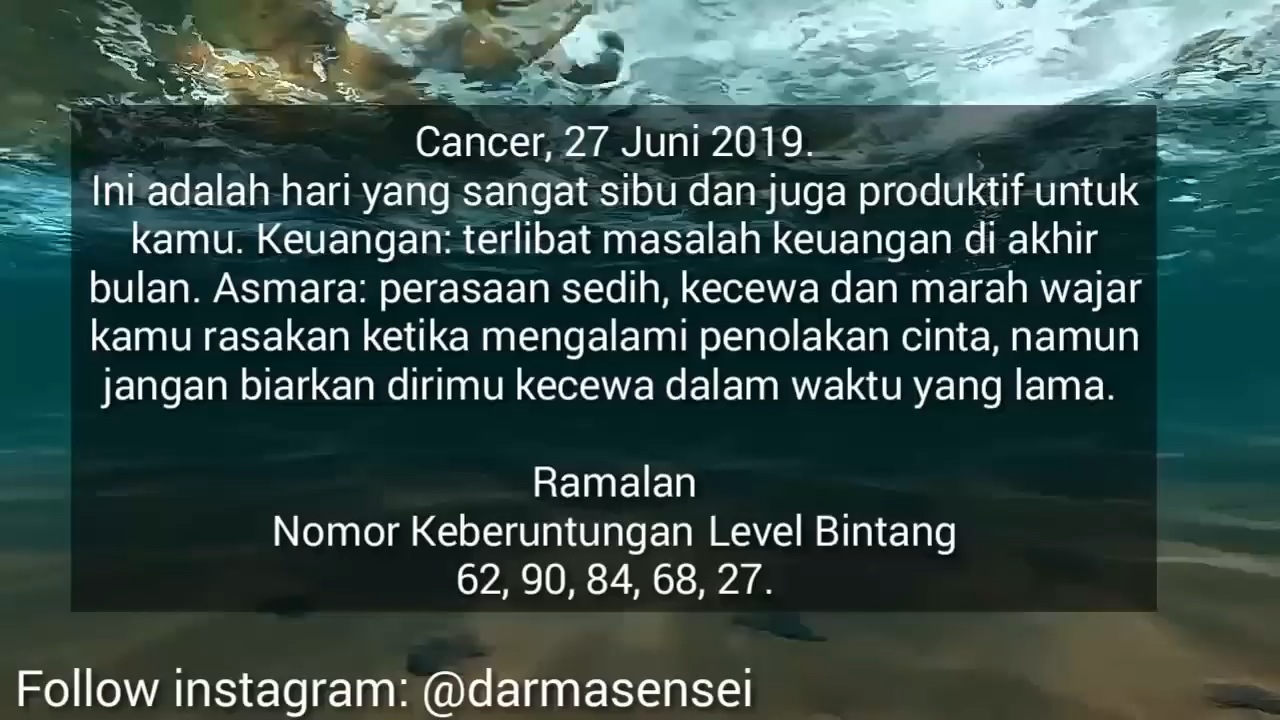 Cancer, 27 Juni 2019.
Ini adalah hari yang sangat sibu dan juga produktif untuk
kamu. Keuangan: terlibat masalah keuangan di akhir
bulan. Asmara: perasaan sedih, kecewa dan marah wajar
kamu rasakan ketika mengalami penolakan cinta, namun
jangan biarkan dirimu kecewa dalam waktu yang lama.
Ramalan
Nomor Keberuntungan Level Bintang
62, 90, 84, 68, 27.
Follow instagram: @darmasensei